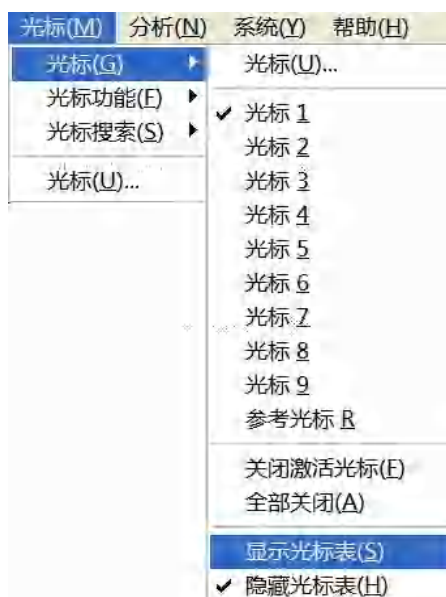 光标(M) 分析(N) 系统(Y) 帮助(H)
光标(G)
光标功能(F)
光标搜索(S)
光标(U)...
光标(U)...
光标 1
光标 2
光标 3
光标 4
光标 5
光标 6
光标 7
光标 8
光标 9
参考光标 R
关闭激活光标(F)
全部关闭(A)
显示光标表(S)
隐藏光标表(H)